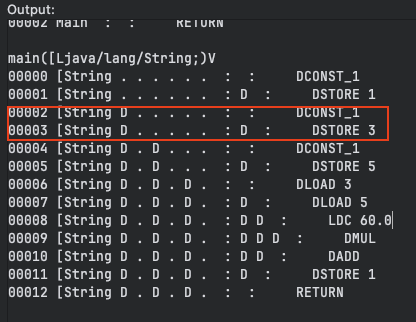 Output:
00002 Main  :  :     RETURN
main([Ljava/lang/String;)V
00000 [String . . . . . .  :  :     DCONST_1
00001 [String . . . . . .  : D  :     DSTORE 1
00002 [String D . . . . .  :  :     DCONST_1
00003 [String D . . . . .  : D  :     DSTORE 3
00004 [String D . D . . .  :  :     DCONST_1
00005 [String D . D . . .  : D  :     DSTORE 5
00006 [String D . D . D .  :  :     DLOAD 3
00007 [String D . D . D .  : D  :     DLOAD 5
00008 [String D . D . D .  : D D  :     LDC 60.0
00009 [String D . D . D .  : D D D  :     DMUL
00010 [String D . D . D .  : D D  :     DADD
00011 [String D . D . D .  : D  :     DSTORE 1
00012 [String D . D . D .  :  :     RETURN